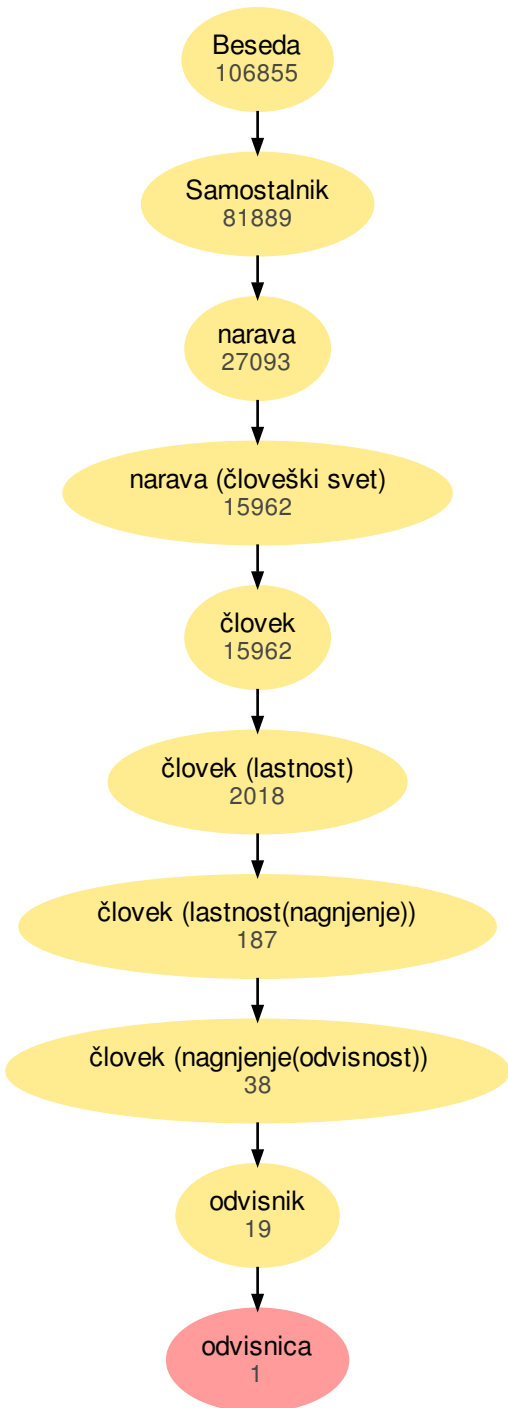 Beseda
106855
Samostalnik
81889
narava
27093
narava (človeški svet)
15962
človek
15962
človek (lastnost)
2018
človek (lastnost(nagnjenje))
187
človek (nagnjenje(odvisnost))
38
odvisnik
19
odvisnica
1